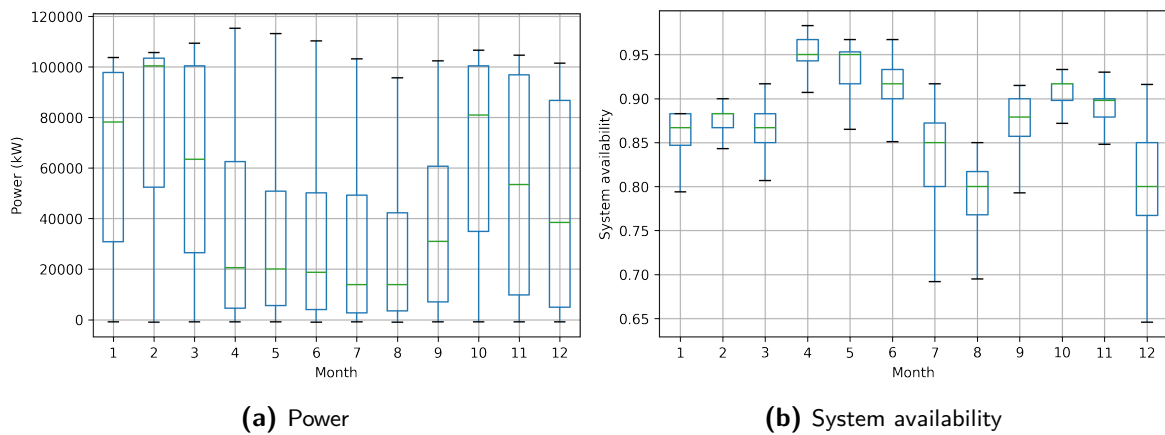 120000
100000
80000
60000
40000
20000
0
Power (kW)
1 2 3 4 5 6 7 8 9 10 11 12
Month
(a) Power
0.95
0.90
0.85
0.80
0.75
0.70
0.65
System availability
1 2 3 4 5 6 7 8 9 10 11 12
Month
(b) System availability